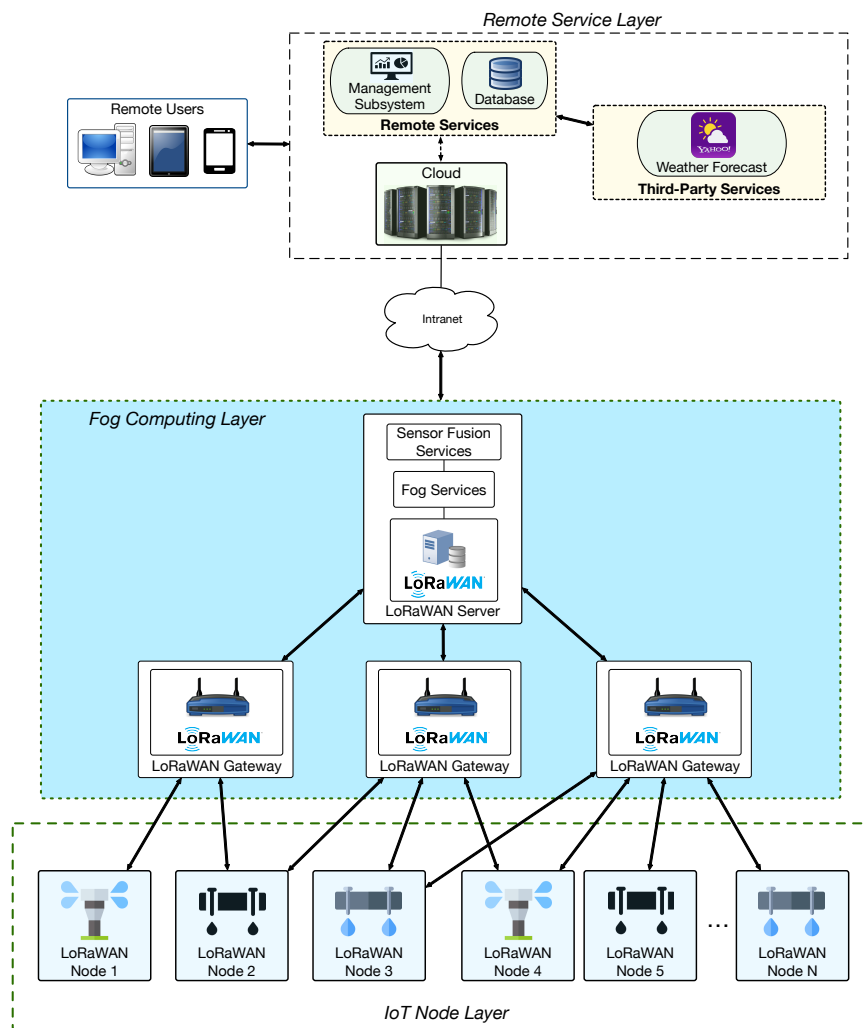 Remote Service Layer
Remote Users
Management
Subsystem
Database
Remote Services
YAHOO!
Weather Forecast
Third-Party Services
Cloud
Intranet
Fog Computing Layer
Sensor Fusion
Services
Fog Services
LoRaWAN
LoRaWAN Server
LoRaWAN
LoRaWAN Gateway
LoRaWAN
LoRaWAN Gateway
LoRaWAN
LoRaWAN Gateway
LoRaWAN
Node 1
LoRaWAN
Node 2
LoRaWAN
Node 3
LoRaWAN
Node 4
LoRaWAN
Node 5
...
LoRaWAN
Node N
IoT Node Layer